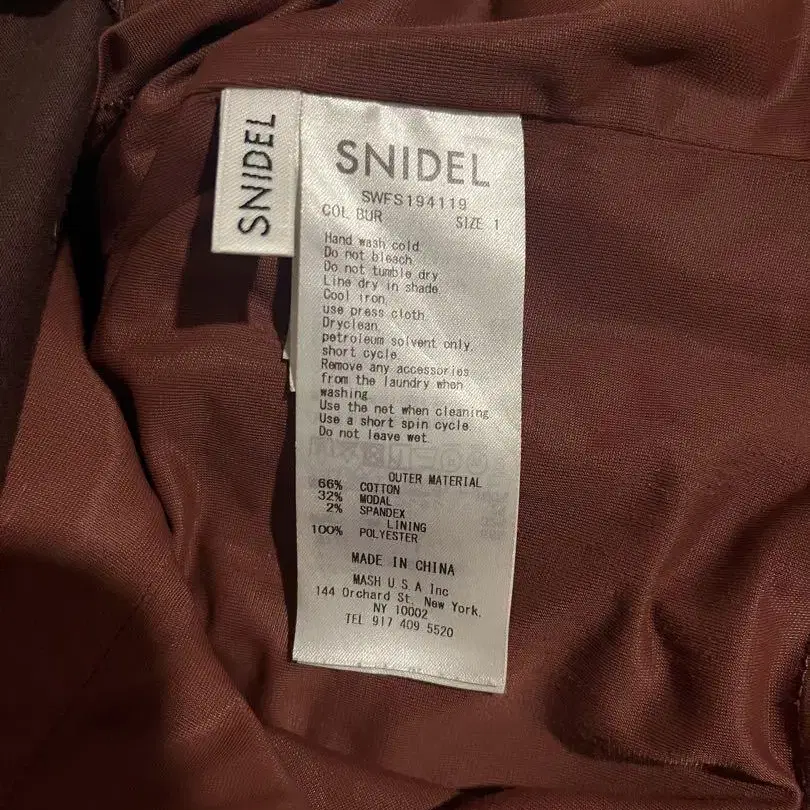 SNIDEL
SNIDEL
SWFS194119
COL BUR SIZE 1
Hand wash cold.
Do not bleach.
Do not tumble dry
Line dry in shade.
Cool iron,
use press cloth.
Dryclean,
petroleum solvent only,
short cycle.
Remove any accessories
from the laundry when
washing
Use the net when cleaning
Use a short spin cycle.
Do not leave wet.
OUTER MATERIAL
66% COTTON
32% MODAL
2% SPANDEX
LINING
100% POLYESTER
MADE IN CHINA
MASH U S A Inc
144 Orchard St. New York,
NY 10002
TEL 917 409 5520